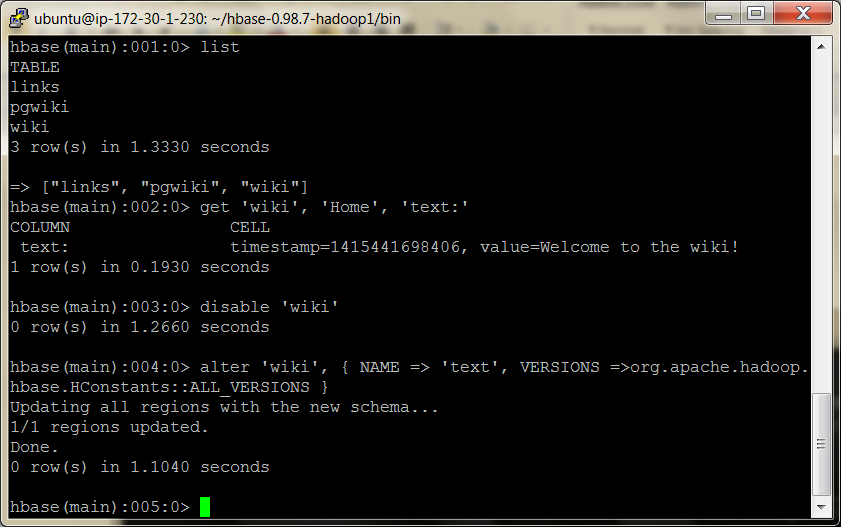 ubuntu@ip-172-30-1-230: ~/hbase-0.98.7-hadoop1/bin
hbase(main):001:0> list
TABLE
links
pgwiki
wiki
3 row(s) in 1.3330 seconds
=> ["links", "pgwiki", "wiki"]
hbase(main):002:0> get 'wiki', 'Home', 'text:'
COLUMN                CELL
 text:                timestamp=1415441698406, value=Welcome to the wiki!
1 row(s) in 0.1930 seconds
hbase(main):003:0> disable 'wiki'
0 row(s) in 1.2660 seconds
hbase(main):004:0> alter 'wiki', { NAME => 'text', VERSIONS =>org.apache.hadoop.
hbase.HConstants::ALL_VERSIONS }
Updating all regions with the new schema...
1/1 regions updated.
Done.
0 row(s) in 1.1040 seconds
hbase(main):005:0>